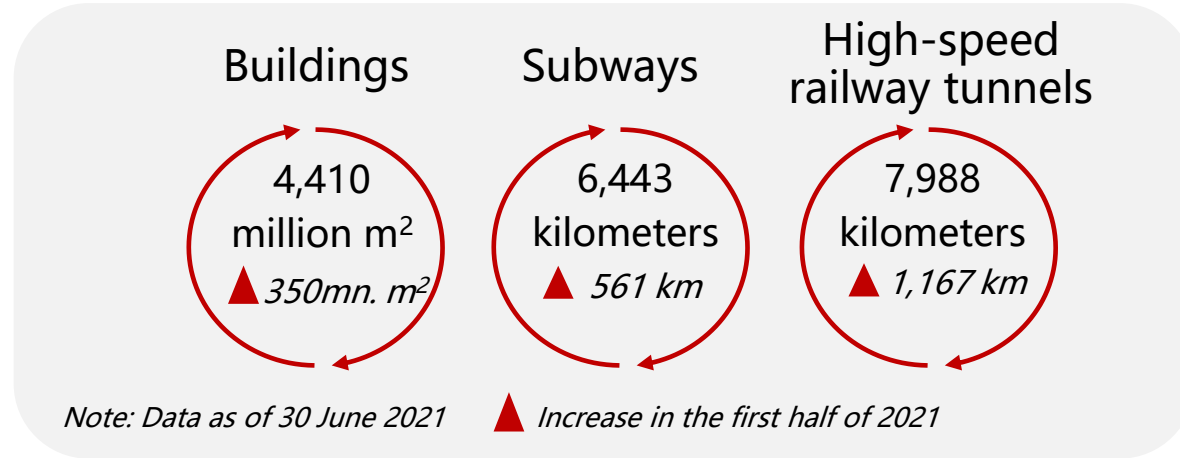 Buildings
4,410
million m²
▲ 350mn. m²
Subways
6,443
kilometers
▲ 561 km
High-speed
railway tunnels
7,988
kilometers
▲ 1,167 km
Note: Data as of 30 June 2021
▲ Increase in the first half of 2021